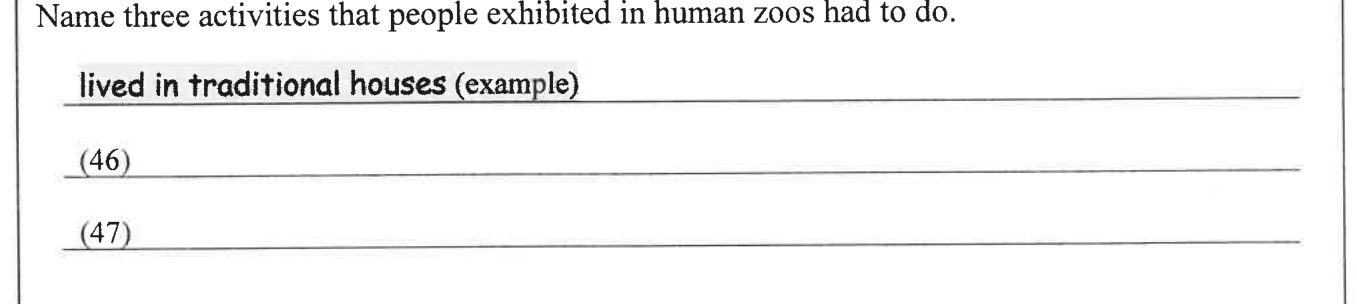 Name three activities that people exhibited in human zoos had to do.
lived in traditional houses (example)
(46)
(47)